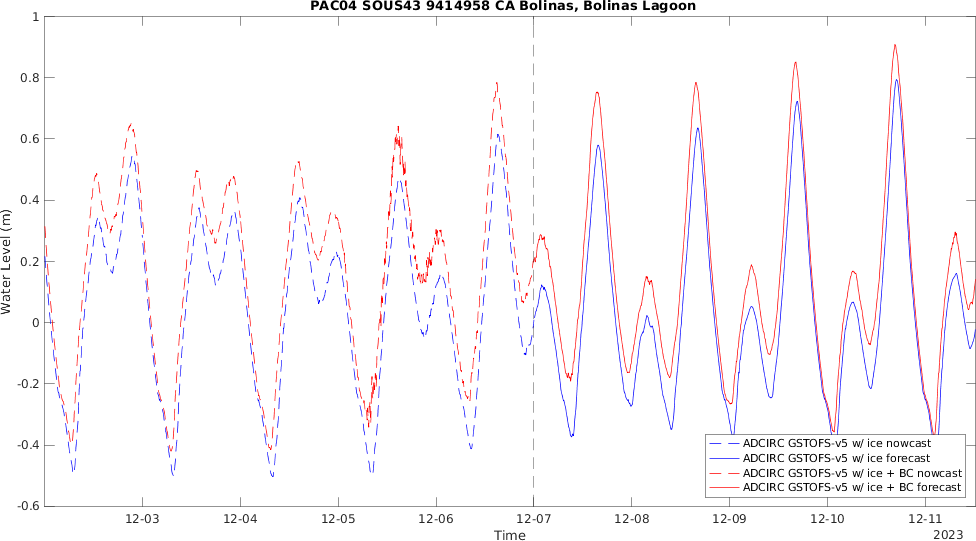 PAC04 SOUS43 9414958 CA Bolinas, Bolinas Lagoon
1
0.8
0.6
0.4
0.2
0
-0.2
-0.4
-0.6
Water Level (m)
ADCIRC GSTOFS-v5 w/ ice nowcast
ADCIRC GSTOFS-v5 w/ ice forecast
ADCIRC GSTOFS-v5 w/ ice + BC nowcast
ADCIRC GSTOFS-v5 w/ ice + BC forecast
12-03 12-04 12-05 12-06 12-07 12-08 12-09 12-10 12-11
Time
2023